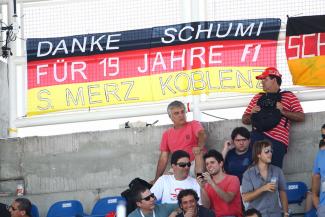 DANKE SCHUMI
FÜR 15 JAHRE F1
S. MERZ KOBLENZ
SCH